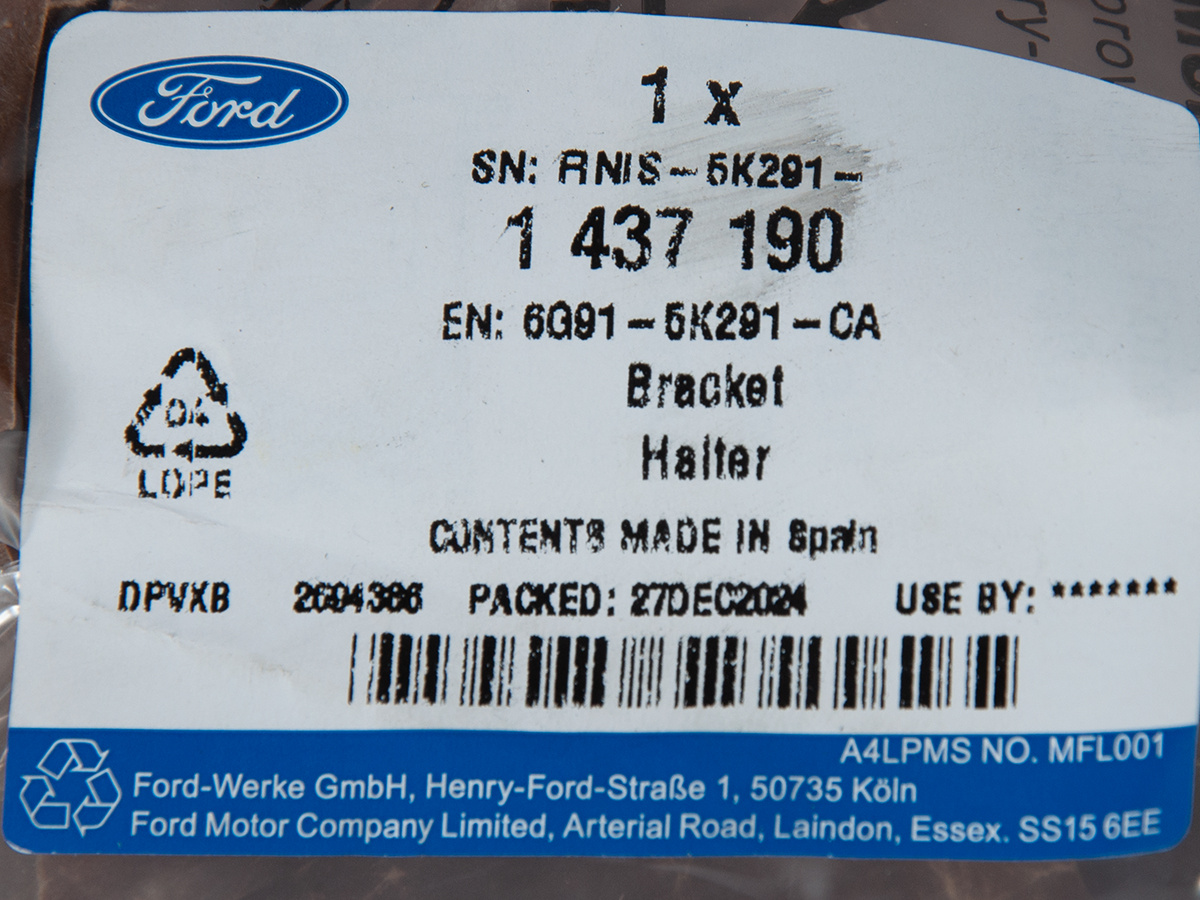 Ford
1 x
SN: RNIS-5K291-
1 437 190
EN: 6G91-5K291-CA
Bracket
Halter
04
LDPE
CONTENTS MADE IN Spain
DPVXB PACKED: 27DEC2024 USE BY: *******
A4LPMS NO. MFL001
Ford-Werke GmbH, Henry-Ford-Straße 1, 50735 Köln
Ford Motor Company Limited, Arterial Road, Laindon, Essex. SS15 6EE